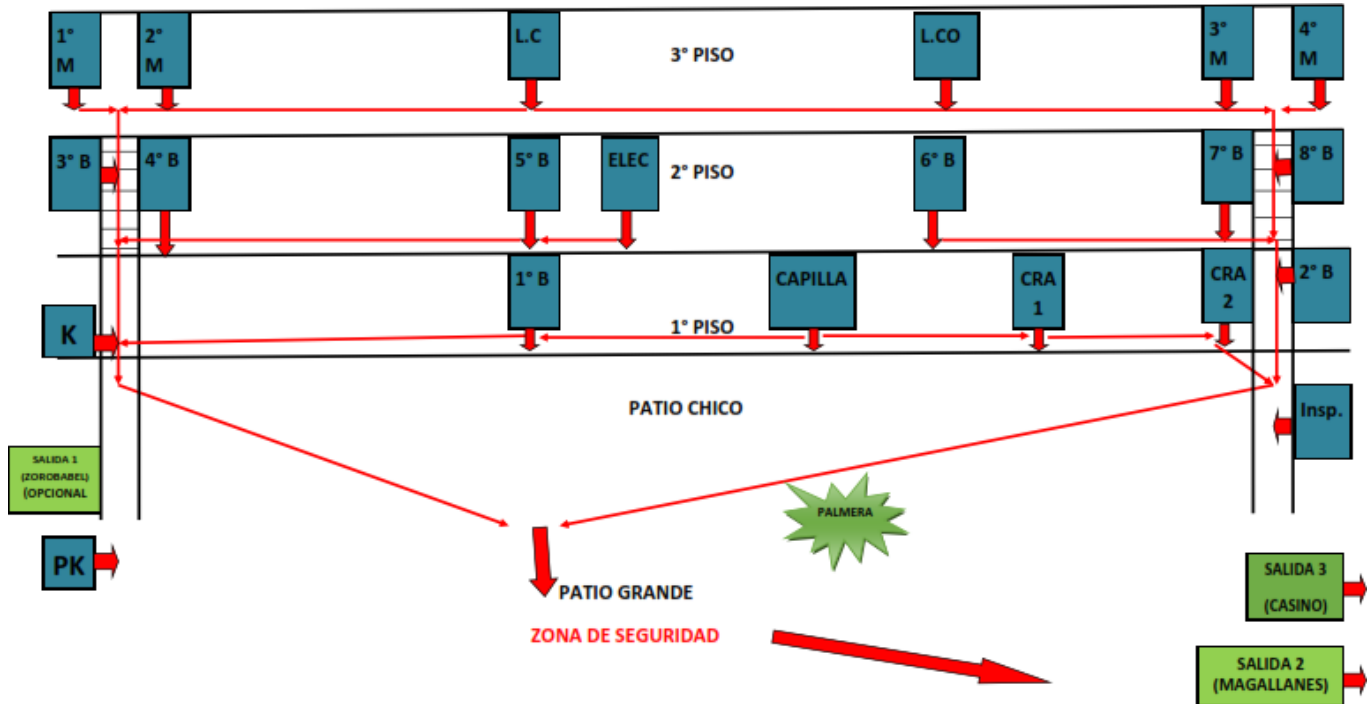 1°
M
2°
M
L.C
3° PISO
L.CO
3°
M
4°
M
3° B
4° B
5° B
ELEC
2° PISO
6° B
7° B
8° B
K
1° B
1° PISO
CAPILLA
CRA
1
CRA
2
2° B
PATIO CHICO
Insp.
SALIDA 1
(ZOROBABEL)
(OPCIONAL
PALMERA
PK
PATIO GRANDE
ZONA DE SEGURIDAD
SALIDA 3
(CASINO)
SALIDA 2
(MAGALLANES)